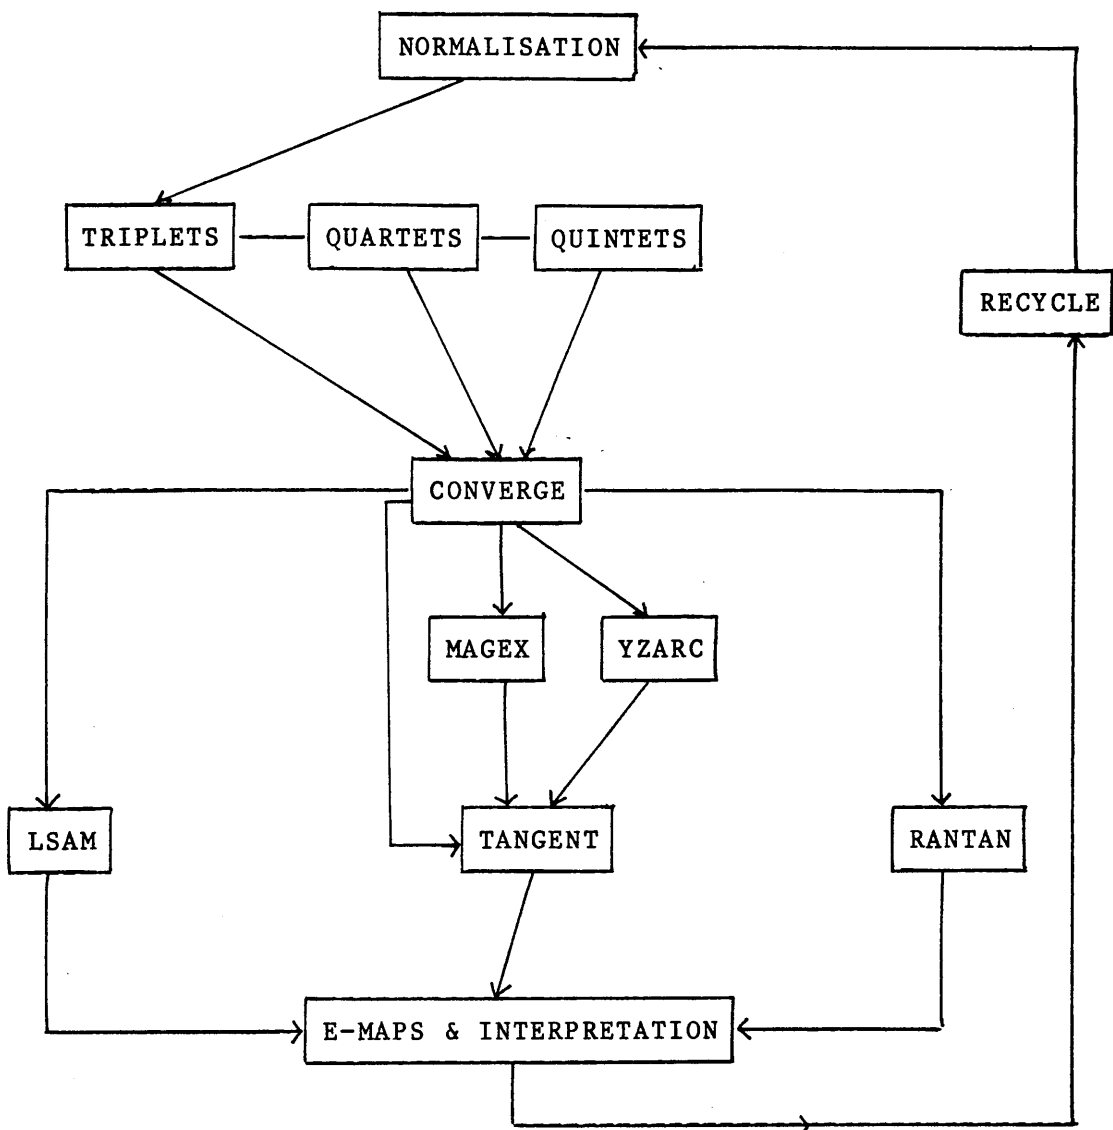 NORMALISATION
TRIPLETS QUARTETS QUINTETS
RECYCLE
CONVERGE
MAGEX YZARC
LSAM TANGENT RANTAN
E-MAPS & INTERPRETATION